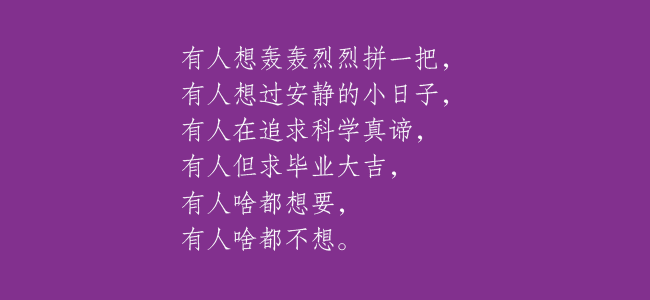 有人想轰轰烈烈拼一把，
有人想过安静的小日子，
有人在追求科学真谛，
有人但求毕业大吉，
有人啥都想要，
有人啥都不想。